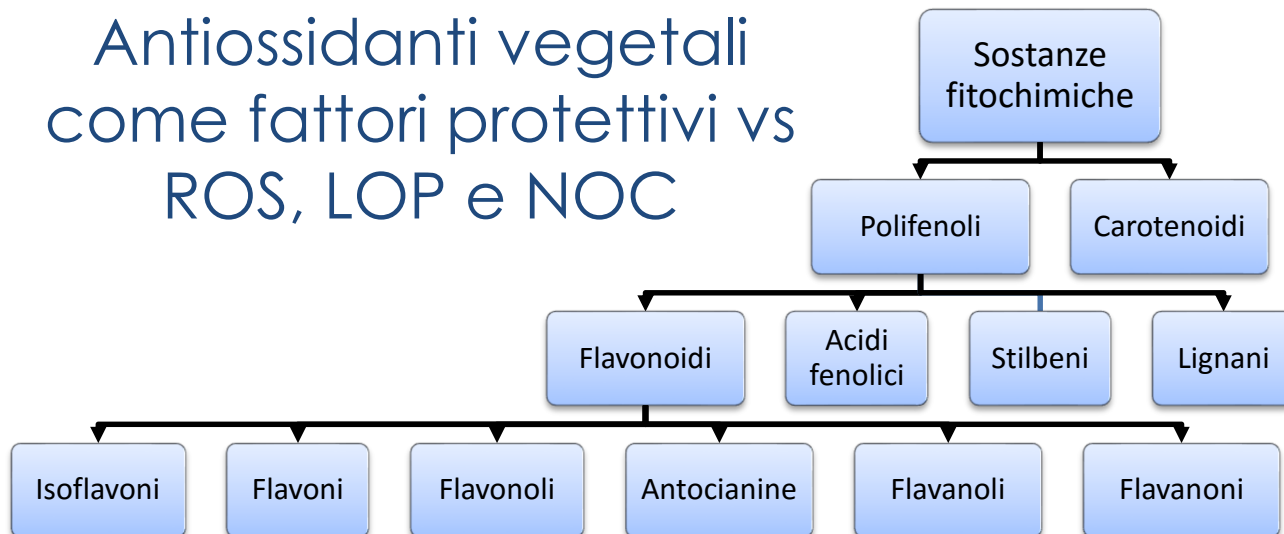 Antiossidanti vegetali
come fattori protettivi vs
ROS, LOP e NOC
Sostanze
fitochimiche
Polifenoli
Carotenoidi
Flavonoidi
Acidi
fenolici
Stilbeni
Lignani
Isoflavoni
Flavoni
Flavonoli
Antocianine
Flavanoli
Flavanoni